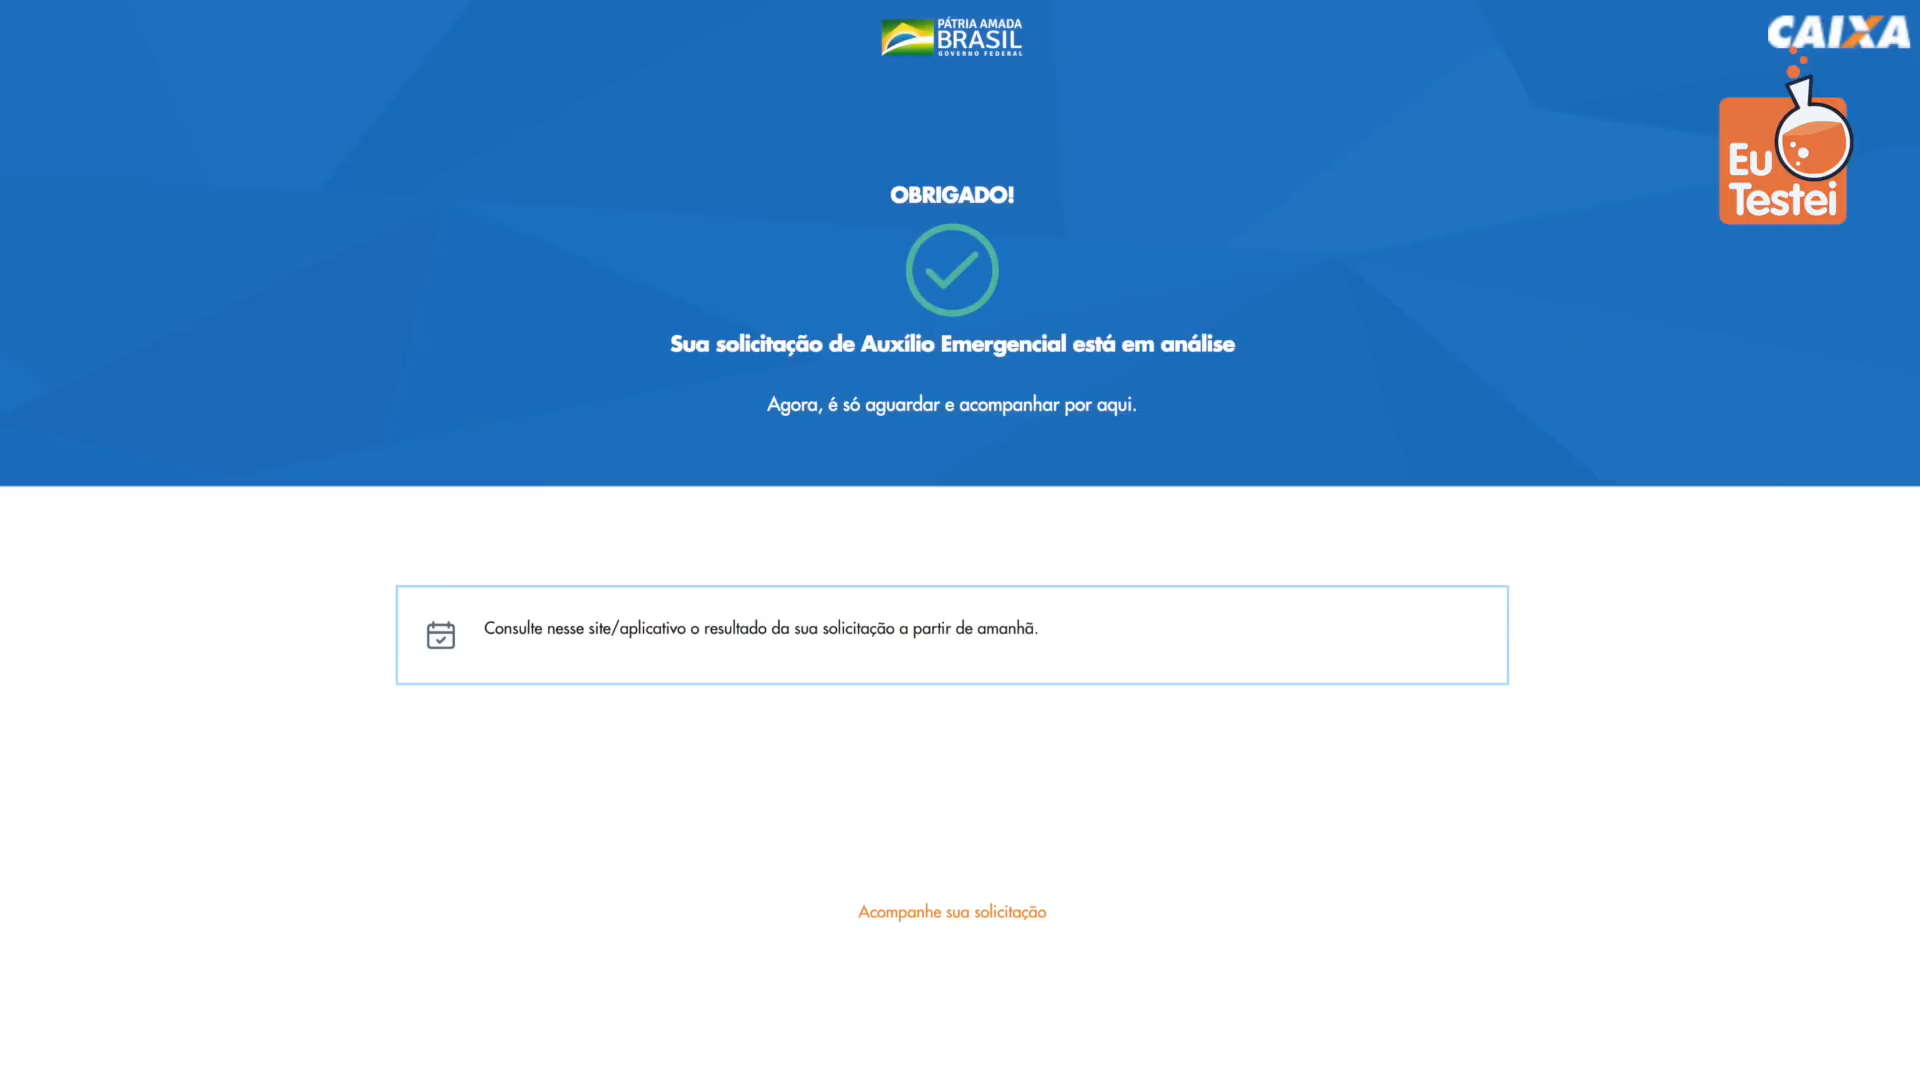 PÁTRIA AMADA
BRASIL
GOVERNO FEDERAL
CAIXA
Eu
Testei
OBRIGADO!
Sua solicitação de Auxílio Emergencial está em análise
Agora, é só aguardar e acompanhar por aqui.
Consulte nesse site/aplicativo o resultado da sua solicitação a partir de amanhã.
Acompanhe sua solicitação